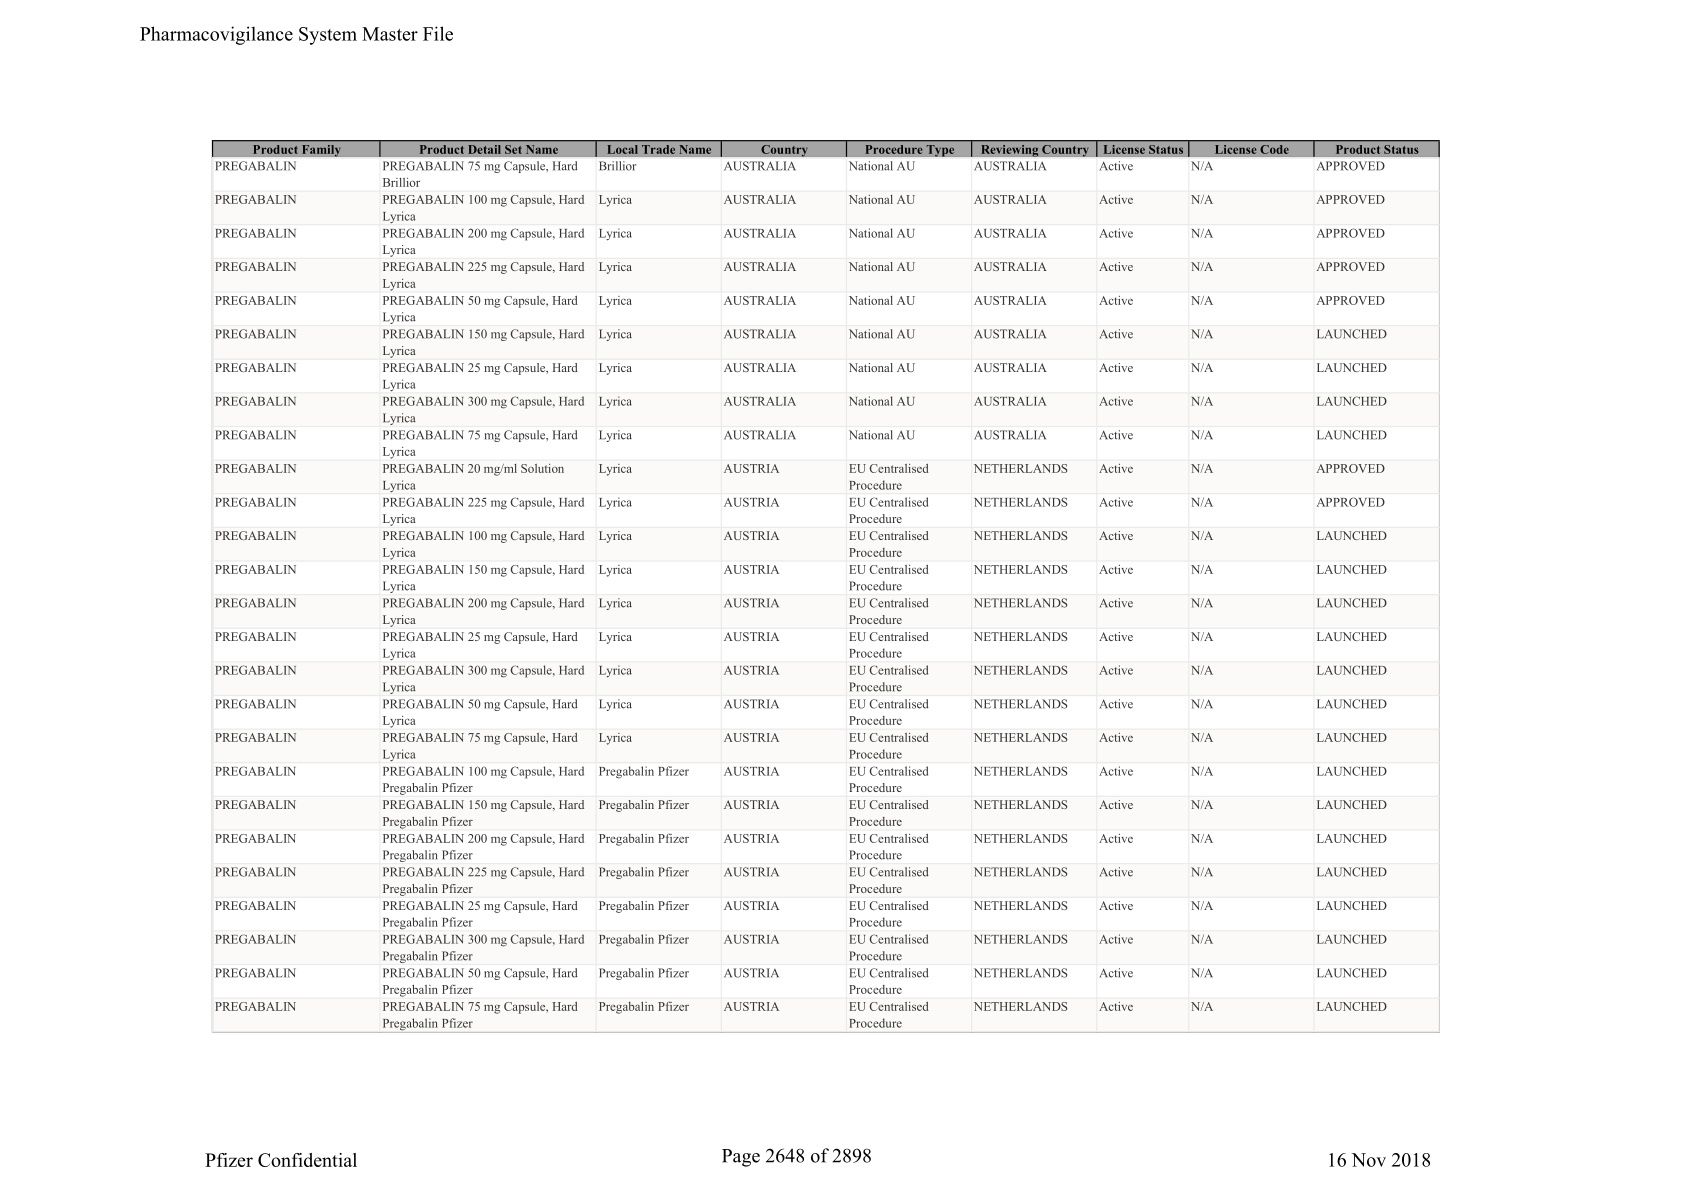 Pharmacovigilance System Master File
Product Family Product Detail Set Name Local Trade Name Country Procedure Type Reviewing Country License Status License Code Product Status
PREGABALIN PREGABALIN 75 mg Capsule, Hard Brillior AUSTRALIA National AU AUSTRALIA Active N/A APPROVED
Brillior
PREGABALIN PREGABALIN 100 mg Capsule, Hard Lyrica AUSTRALIA National AU AUSTRALIA Active N/A APPROVED
Lyrica
PREGABALIN PREGABALIN 200 mg Capsule, Hard Lyrica AUSTRALIA National AU AUSTRALIA Active N/A APPROVED
Lyrica
PREGABALIN PREGABALIN 225 mg Capsule, Hard Lyrica AUSTRALIA National AU AUSTRALIA Active N/A APPROVED
Lyrica
PREGABALIN PREGABALIN 50 mg Capsule, Hard Lyrica AUSTRALIA National AU AUSTRALIA Active N/A APPROVED
Lyrica
PREGABALIN PREGABALIN 150 mg Capsule, Hard Lyrica AUSTRALIA National AU AUSTRALIA Active N/A LAUNCHED
Lyrica
PREGABALIN PREGABALIN 25 mg Capsule, Hard Lyrica AUSTRALIA National AU AUSTRALIA Active N/A LAUNCHED
Lyrica
PREGABALIN PREGABALIN 300 mg Capsule, Hard Lyrica AUSTRALIA National AU AUSTRALIA Active N/A LAUNCHED
Lyrica
PREGABALIN PREGABALIN 75 mg Capsule, Hard Lyrica AUSTRALIA National AU AUSTRALIA Active N/A LAUNCHED
Lyrica
PREGABALIN PREGABALIN 20 mg/ml Solution Lyrica AUSTRIA EU Centralised NETHERLANDS Active N/A APPROVED
Lyrica Procedure
PREGABALIN PREGABALIN 225 mg Capsule, Hard Lyrica AUSTRIA EU Centralised NETHERLANDS Active N/A APPROVED
Lyrica Procedure
PREGABALIN PREGABALIN 100 mg Capsule, Hard Lyrica AUSTRIA EU Centralised NETHERLANDS Active N/A LAUNCHED
Lyrica Procedure
PREGABALIN PREGABALIN 150 mg Capsule, Hard Lyrica AUSTRIA EU Centralised NETHERLANDS Active N/A LAUNCHED
Lyrica Procedure
PREGABALIN PREGABALIN 200 mg Capsule, Hard Lyrica AUSTRIA EU Centralised NETHERLANDS Active N/A LAUNCHED
Lyrica Procedure
PREGABALIN PREGABALIN 25 mg Capsule, Hard Lyrica AUSTRIA EU Centralised NETHERLANDS Active N/A LAUNCHED
Lyrica Procedure
PREGABALIN PREGABALIN 300 mg Capsule, Hard Lyrica AUSTRIA EU Centralised NETHERLANDS Active N/A LAUNCHED
Lyrica Procedure
PREGABALIN PREGABALIN 50 mg Capsule, Hard Lyrica AUSTRIA EU Centralised NETHERLANDS Active N/A LAUNCHED
Lyrica Procedure
PREGABALIN PREGABALIN 75 mg Capsule, Hard Lyrica AUSTRIA EU Centralised NETHERLANDS Active N/A LAUNCHED
Lyrica Procedure
PREGABALIN PREGABALIN 100 mg Capsule, Hard Pregabalin Pfizer AUSTRIA EU Centralised NETHERLANDS Active N/A LAUNCHED
Pregabalin Pfizer Procedure
PREGABALIN PREGABALIN 150 mg Capsule, Hard Pregabalin Pfizer AUSTRIA EU Centralised NETHERLANDS Active N/A LAUNCHED
Pregabalin Pfizer Procedure
PREGABALIN PREGABALIN 200 mg Capsule, Hard Pregabalin Pfizer AUSTRIA EU Centralised NETHERLANDS Active N/A LAUNCHED
Pregabalin Pfizer Procedure
PREGABALIN PREGABALIN 225 mg Capsule, Hard Pregabalin Pfizer AUSTRIA EU Centralised NETHERLANDS Active N/A LAUNCHED
Pregabalin Pfizer Procedure
PREGABALIN PREGABALIN 25 mg Capsule, Hard Pregabalin Pfizer AUSTRIA EU Centralised NETHERLANDS Active N/A LAUNCHED
Pregabalin Pfizer Procedure
PREGABALIN PREGABALIN 300 mg Capsule, Hard Pregabalin Pfizer AUSTRIA EU Centralised NETHERLANDS Active N/A LAUNCHED
Pregabalin Pfizer Procedure
PREGABALIN PREGABALIN 50 mg Capsule, Hard Pregabalin Pfizer AUSTRIA EU Centralised NETHERLANDS Active N/A LAUNCHED
Pregabalin Pfizer Procedure
PREGABALIN PREGABALIN 75 mg Capsule, Hard Pregabalin Pfizer AUSTRIA EU Centralised NETHERLANDS Active N/A LAUNCHED
Pregabalin Pfizer Procedure
Pfizer Confidential Page 2648 of 2898 16 Nov 2018